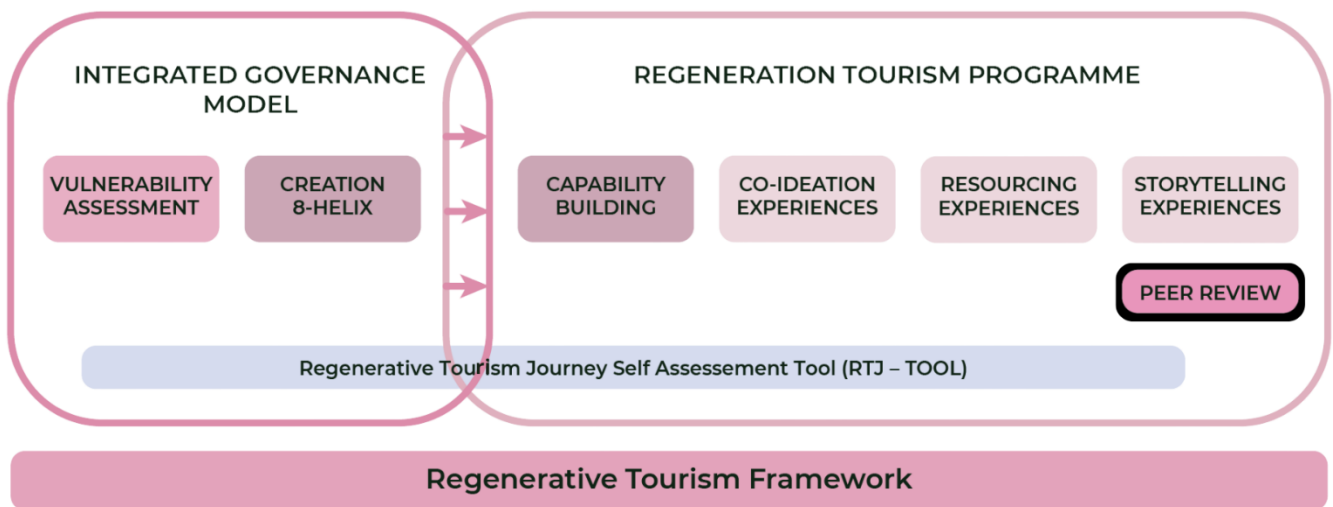 INTEGRATED GOVERNANCE
MODEL
VULNERABILITY
ASSESSMENT
CREATION
8-HELIX
REGENERATION TOURISM PROGRAMME
CAPABILITY
BUILDING
CO-IDEATION
EXPERIENCES
RESOURCING
EXPERIENCES
STORYTELLING
EXPERIENCES
PEER REVIEW
Regenerative Tourism Journey Self Assessement Tool (RTJ – TOOL)
Regenerative Tourism Framework